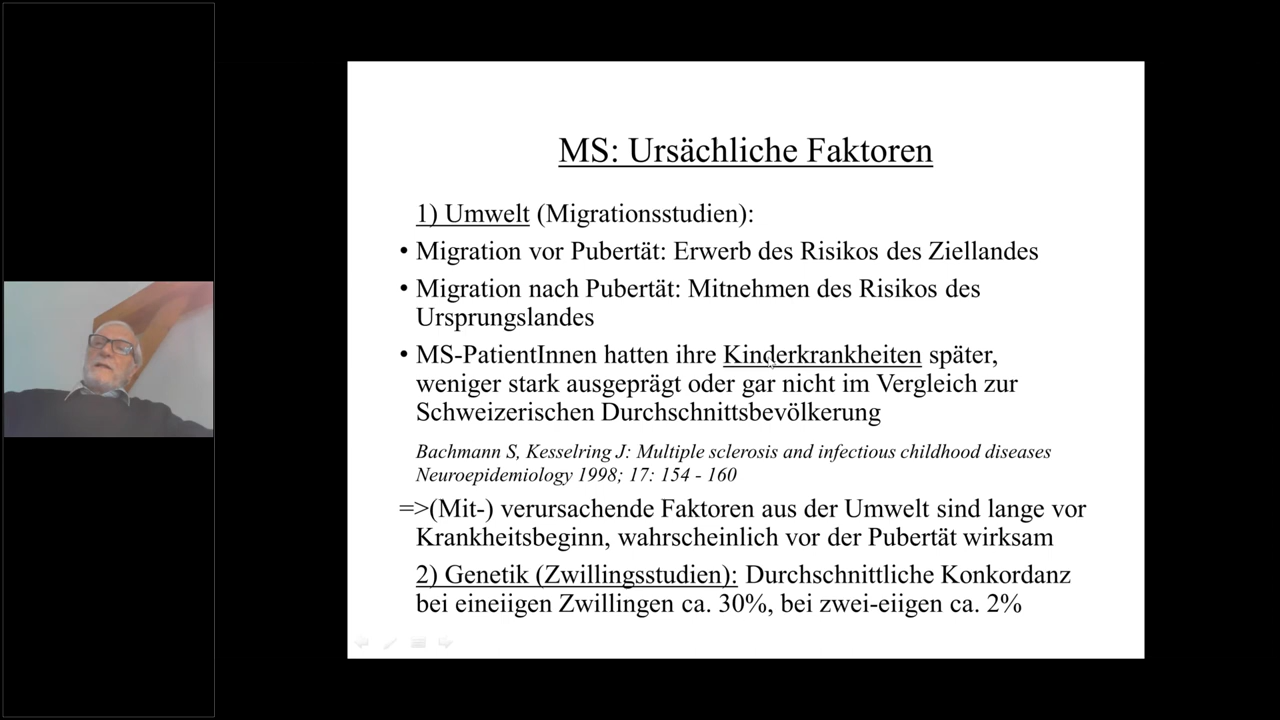 MS: Ursächliche Faktoren
1) Umwelt (Migrationsstudien):
• Migration vor Pubertät: Erwerb des Risikos des Ziellandes
• Migration nach Pubertät: Mitnehmen des Risikos des
Ursprungslandes
• MS-PatientInnen hatten ihre Kinderkrankheiten später,
weniger stark ausgeprägt oder gar nicht im Vergleich zur
Schweizerischen Durchschnittsbevölkerung
Bachmann S, Kesselring J: Multiple sclerosis and infectious childhood diseases
Neuroepidemiology 1998; 17: 154 - 160
=>(Mit-) verursachende Faktoren aus der Umwelt sind lange vor
Krankheitsbeginn, wahrscheinlich vor der Pubertät wirksam
2) Genetik (Zwillingsstudien): Durchschnittliche Konkordanz
bei eineiigen Zwillingen ca. 30%, bei zwei-eiigen ca. 2%